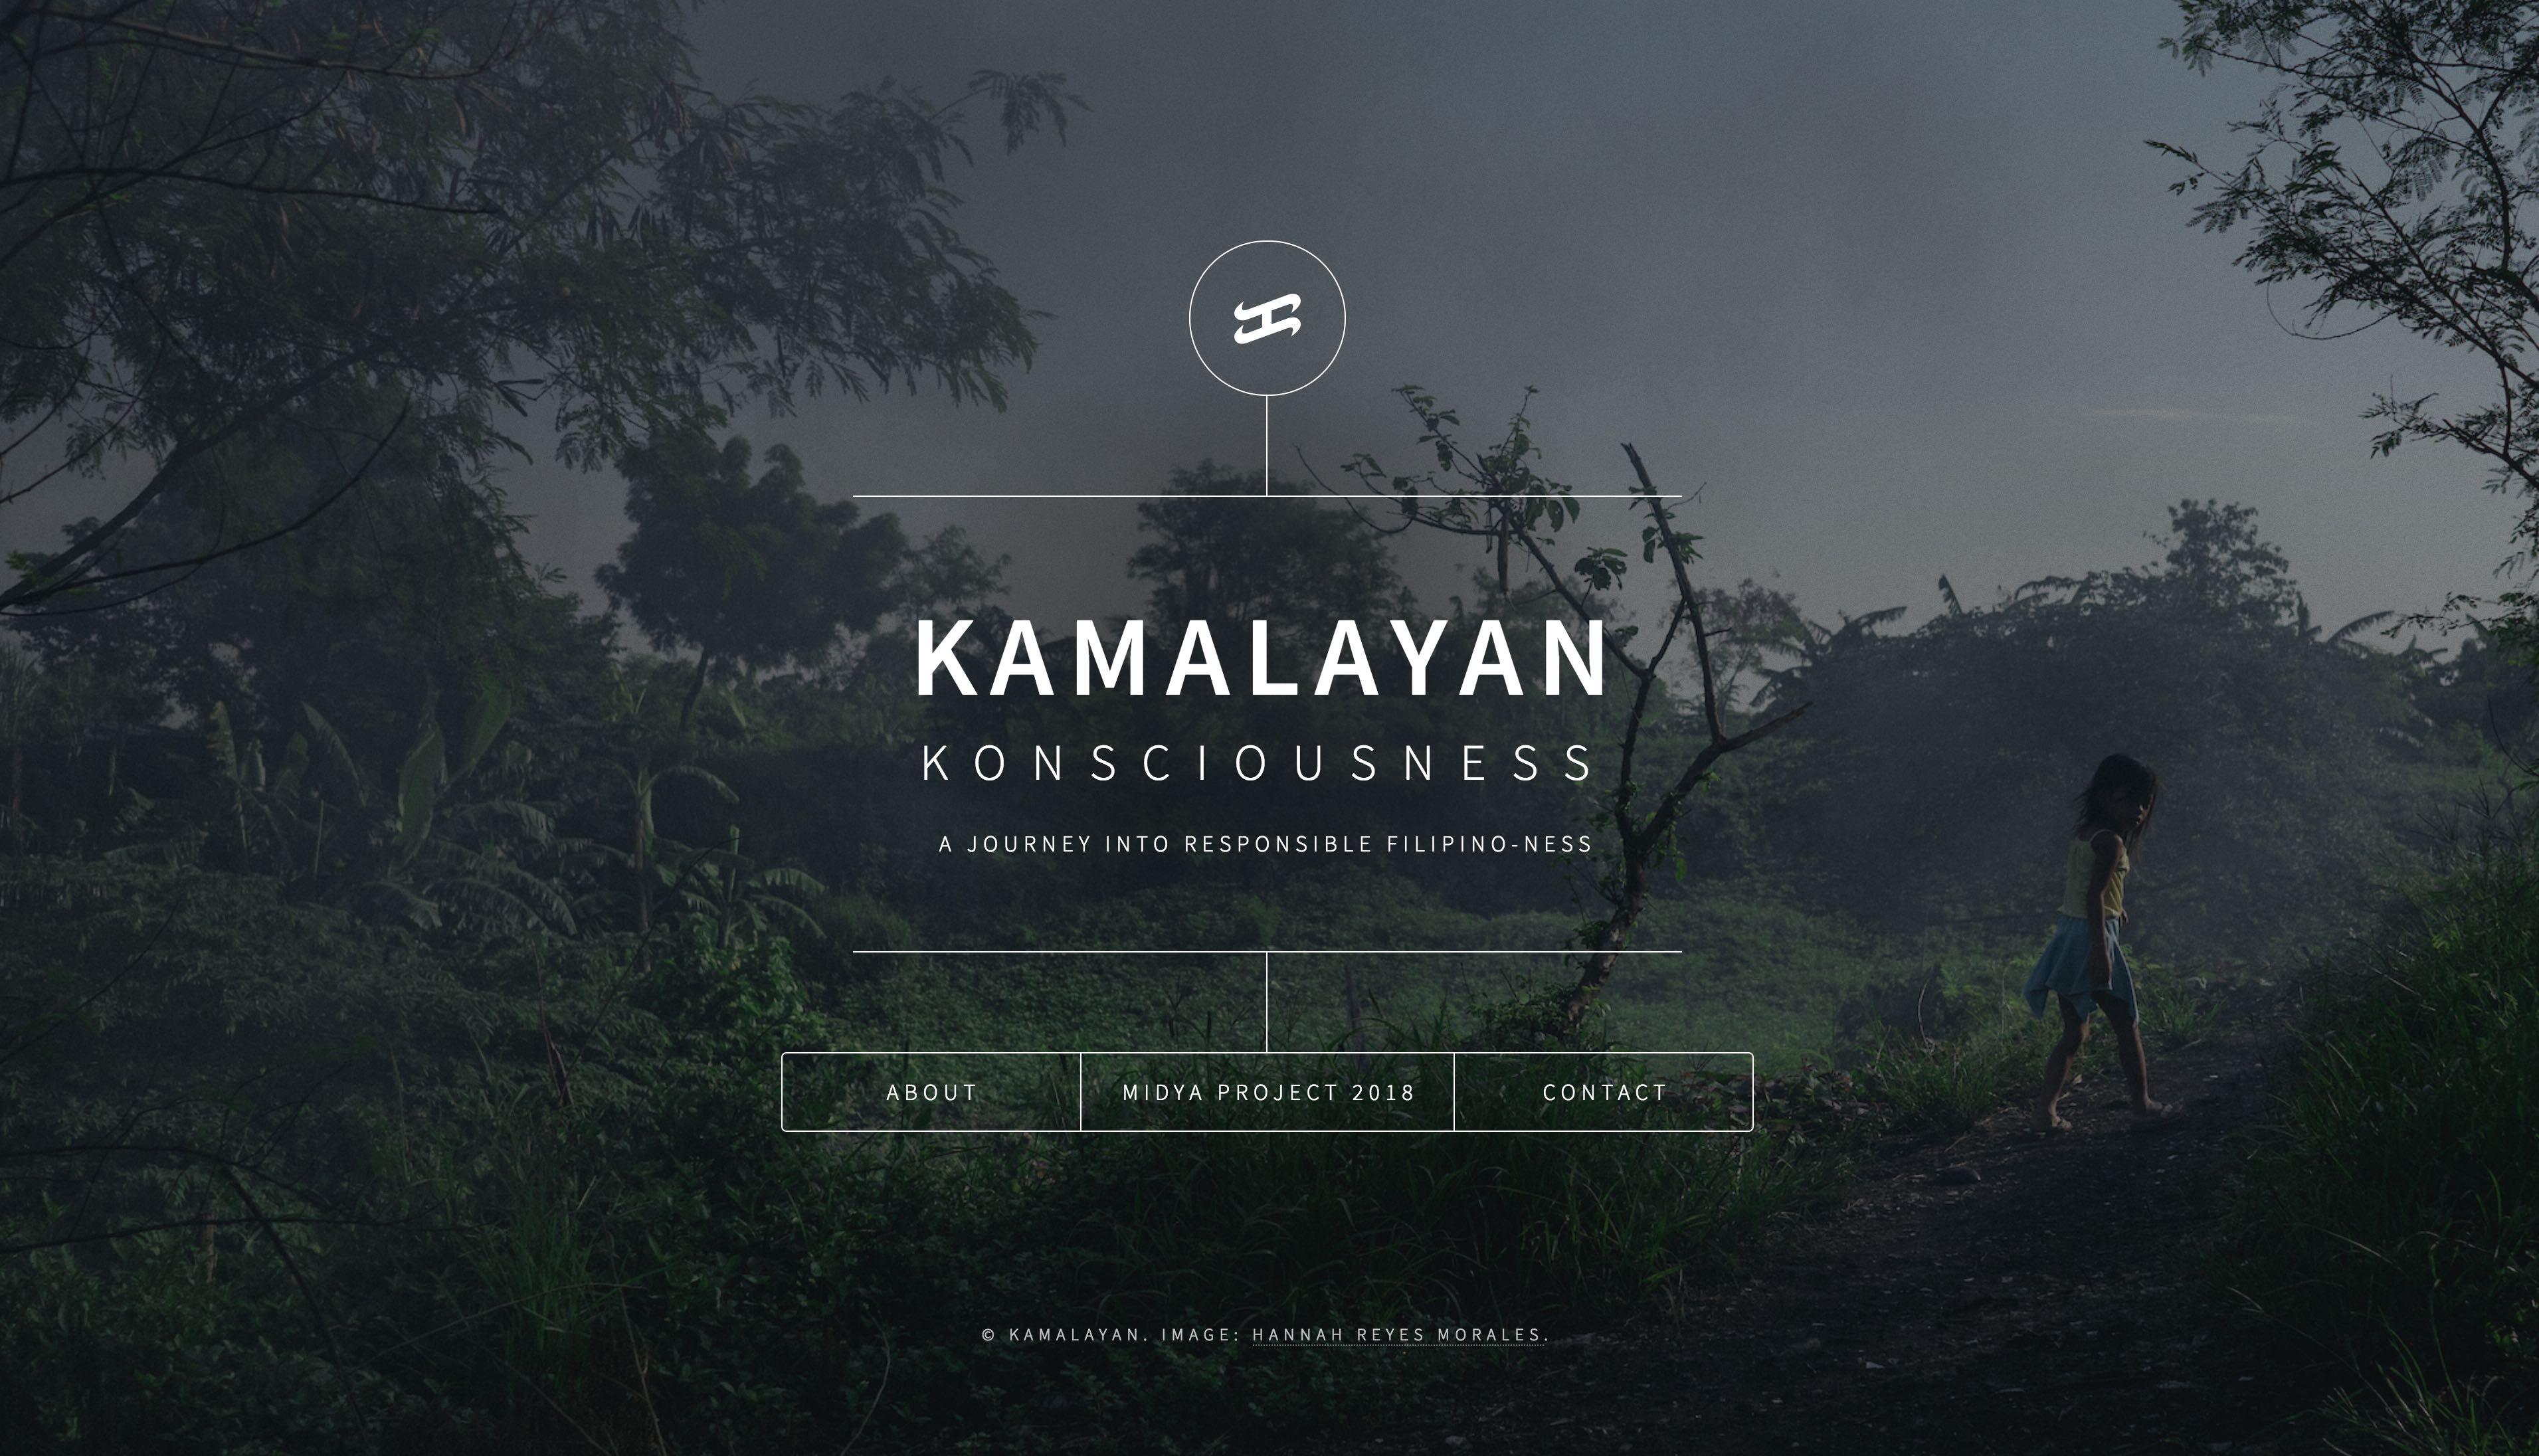 ᜃ
KAMALAYAN
KONSCIOUSNESS
A JOURNEY INTO RESPONSIBLE FILIPINO-NESS
ABOUT
MIDYA PROJECT 2018
CONTACT
© KAMALAYAN. IMAGE: HANNAH REYES MORALES.